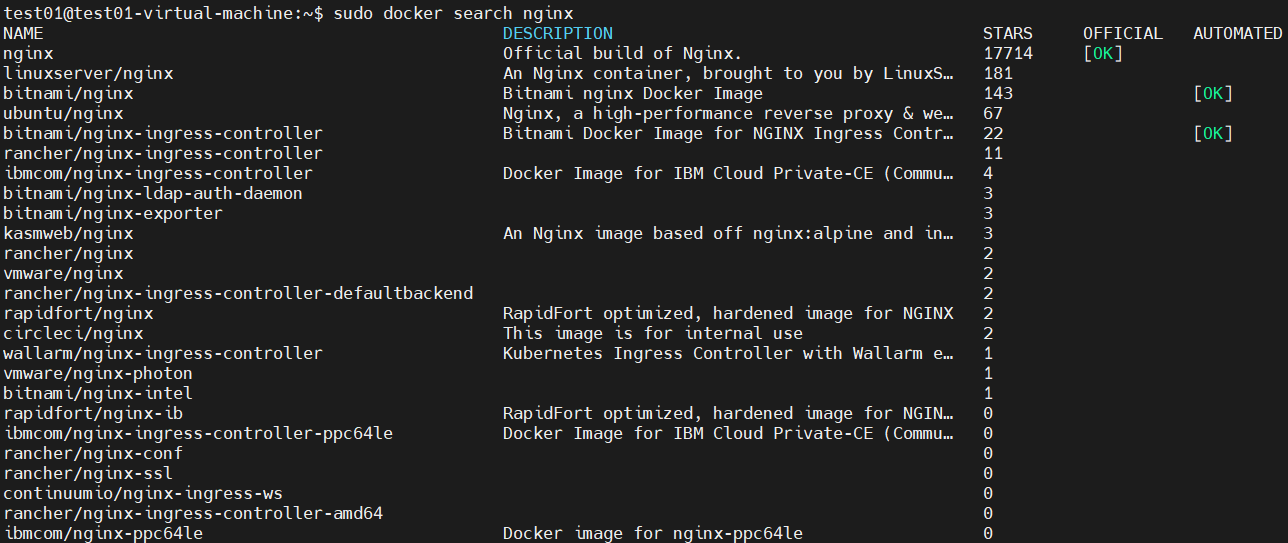 test01@test01-virtual-machine:~$ sudo docker search nginx
NAME DESCRIPTION STARS OFFICIAL AUTOMATED
nginx Official build of Nginx. 17714 [OK]
linuxserver/nginx An Nginx container, brought to you by LinuxS… 181
bitnami/nginx Bitnami nginx Docker Image 143 [OK]
ubuntu/nginx Nginx, a high-performance reverse proxy & we… 67
bitnami/nginx-ingress-controller Bitnami Docker Image for NGINX Ingress Contr… 22 [OK]
rancher/nginx-ingress-controller 11
ibmcom/nginx-ingress-controller Docker Image for IBM Cloud Private-CE (Commu… 4
bitnami/nginx-ldap-auth-daemon 3
bitnami/nginx-exporter 3
kasmweb/nginx An Nginx image based off nginx:alpine and in… 3
rancher/nginx 2
vmware/nginx 2
rancher/nginx-ingress-controller-defaultbackend 2
rapidfort/nginx RapidFort optimized, hardened image for NGINX 2
circleci/nginx This image is for internal use 2
wallarm/nginx-ingress-controller Kubernetes Ingress Controller with Wallarm e… 1
vmware/nginx-photon 1
bitnami/nginx-intel 1
rapidfort/nginx-ib RapidFort optimized, hardened image for NGIN… 0
ibmcom/nginx-ingress-controller-ppc64le Docker Image for IBM Cloud Private-CE (Commu… 0
rancher/nginx-conf 0
rancher/nginx-ssl 0
continuumio/nginx-ingress-ws 0
rancher/nginx-ingress-controller-amd64 0
ibmcom/nginx-ppc64le Docker image for nginx-ppc64le 0